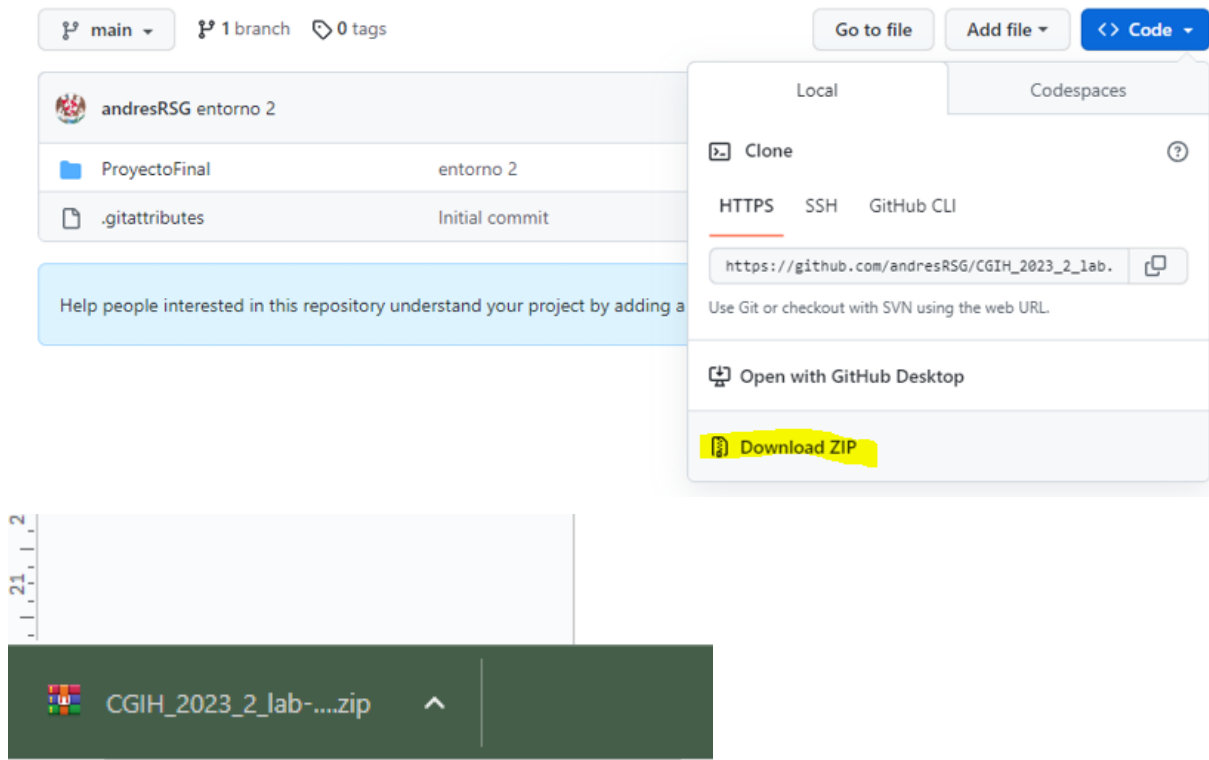 main 1 branch 0 tags Go to file Add file Code
Local Codespaces
andresRSG entorno 2
Clone
ProyectoFinal entorno 2
HTTPS SSH GitHub CLI
.gitattributes Initial commit
https://github.com/andresRSG/CGIH_2023_2_lab.
Help people interested in this repository understand your project by adding a
Use Git or checkout with SVN using the web URL.
Open with GitHub Desktop
Download ZIP
2
21
CGIH_2023_2_lab-....zip